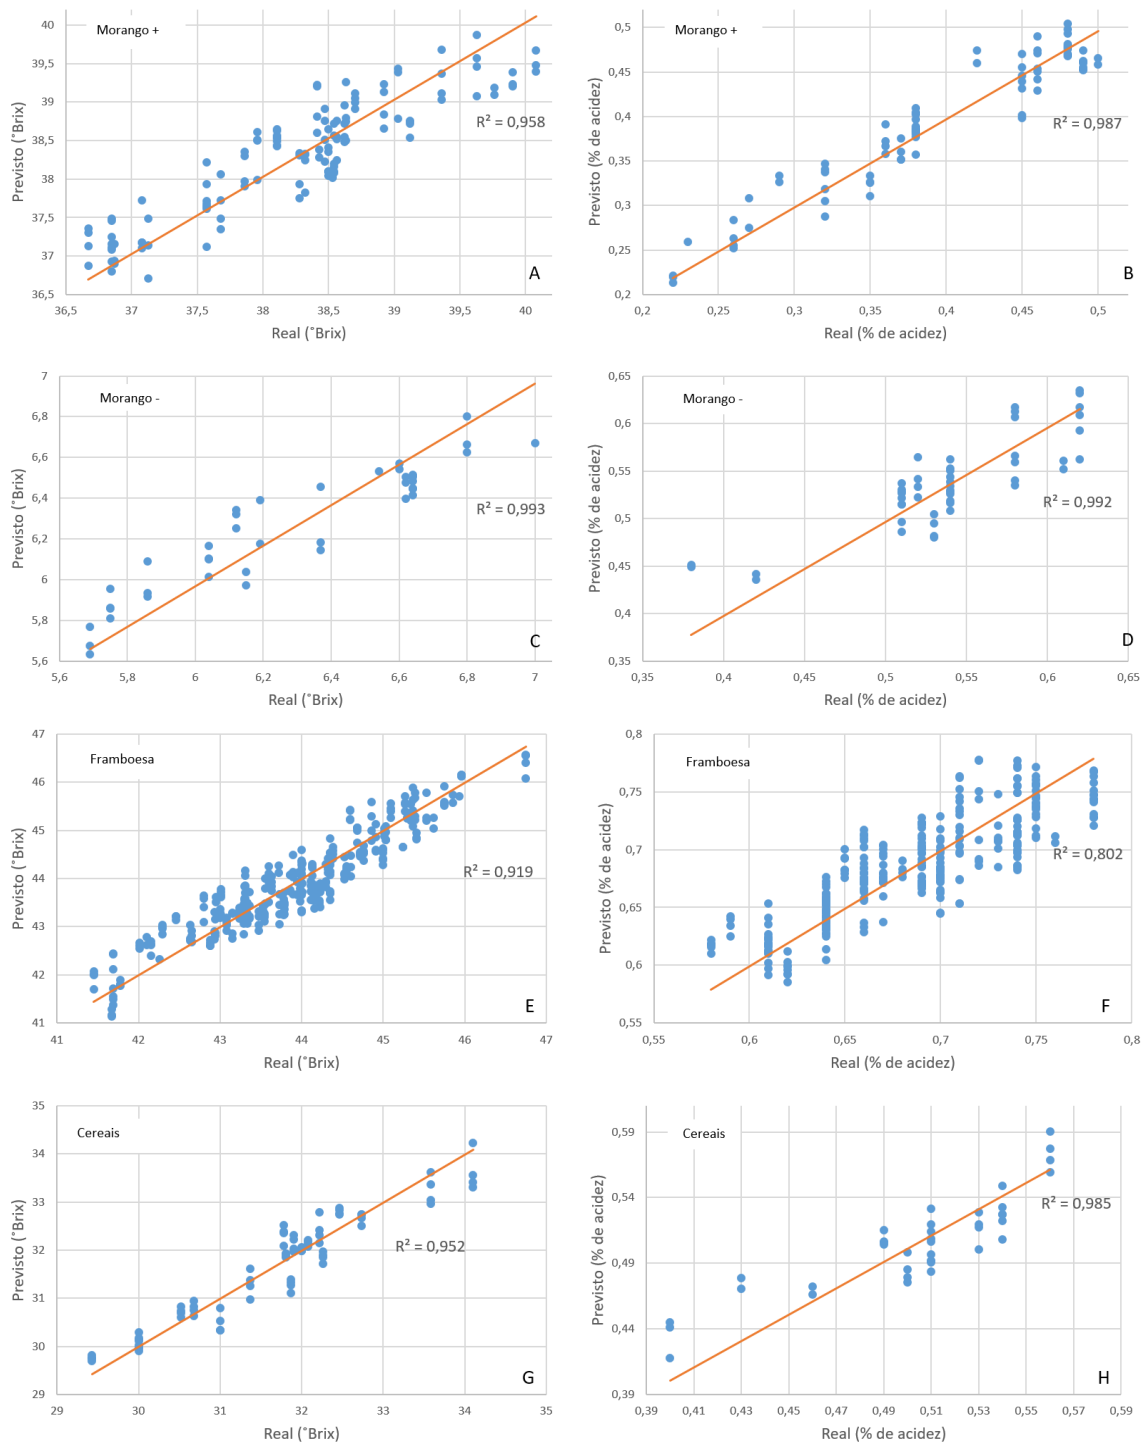 Morango +
Previsto (°Brix)
40
39,5
39
38,5
38
37,5
37
36,5
R² = 0,958
A
36,5
37
37,5
38
38,5
39
39,5
40
Real (°Brix)
Morango +
Previsto (% de acidez)
0,5
0,45
0,4
0,35
0,3
0,25
0,2
R² = 0,987
B
0,2
0,25
0,3
0,35
0,4
0,45
0,5
Real (% de acidez)
Morango -
Previsto (°Brix)
7
6,8
6,6
6,4
6,2
6
5,8
5,6
R² = 0,993
C
5,6
5,8
6
6,2
6,4
6,6
6,8
7
Real (°Brix)
Morango -
Previsto (% de acidez)
0,65
0,6
0,55
0,5
0,45
0,4
0,35
R² = 0,992
D
0,35
0,4
0,45
0,5
0,55
0,6
0,65
Real (% de acidez)
Framboesa
Previsto (°Brix)
47
46
45
44
43
42
41
R² = 0,919
E
41
42
43
44
45
46
47
Real (°Brix)
Framboesa
Previsto (% de acidez)
0,8
0,75
0,7
0,65
0,6
0,55
R² = 0,802
F
0,55
0,6
0,65
0,7
0,75
0,8
Real (% de acidez)
Cereais
Previsto (°Brix)
35
34
33
32
31
30
29
R² = 0,952
G
29
30
31
32
33
34
35
Real (°Brix)
Cereais
Previsto (% de acidez)
0,59
0,54
0,49
0,44
0,39
R² = 0,985
H
0,39
0,41
0,43
0,45
0,47
0,49
0,51
0,53
0,55
0,57
0,59
Real (% de acidez)